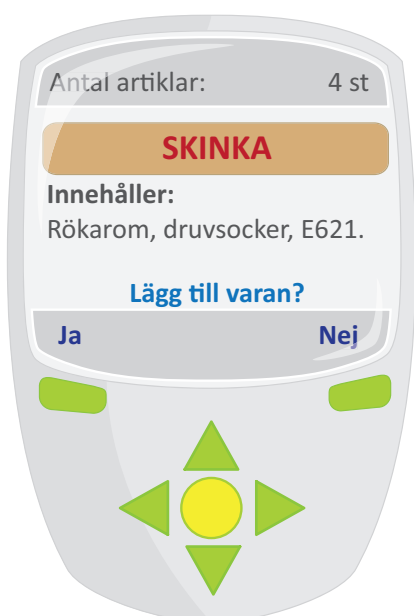 Antal artiklar: 4 st
SKINKA
Innehåller:
Rökarom, druvsocker, E621.
Lägg till varan?
Ja Nej